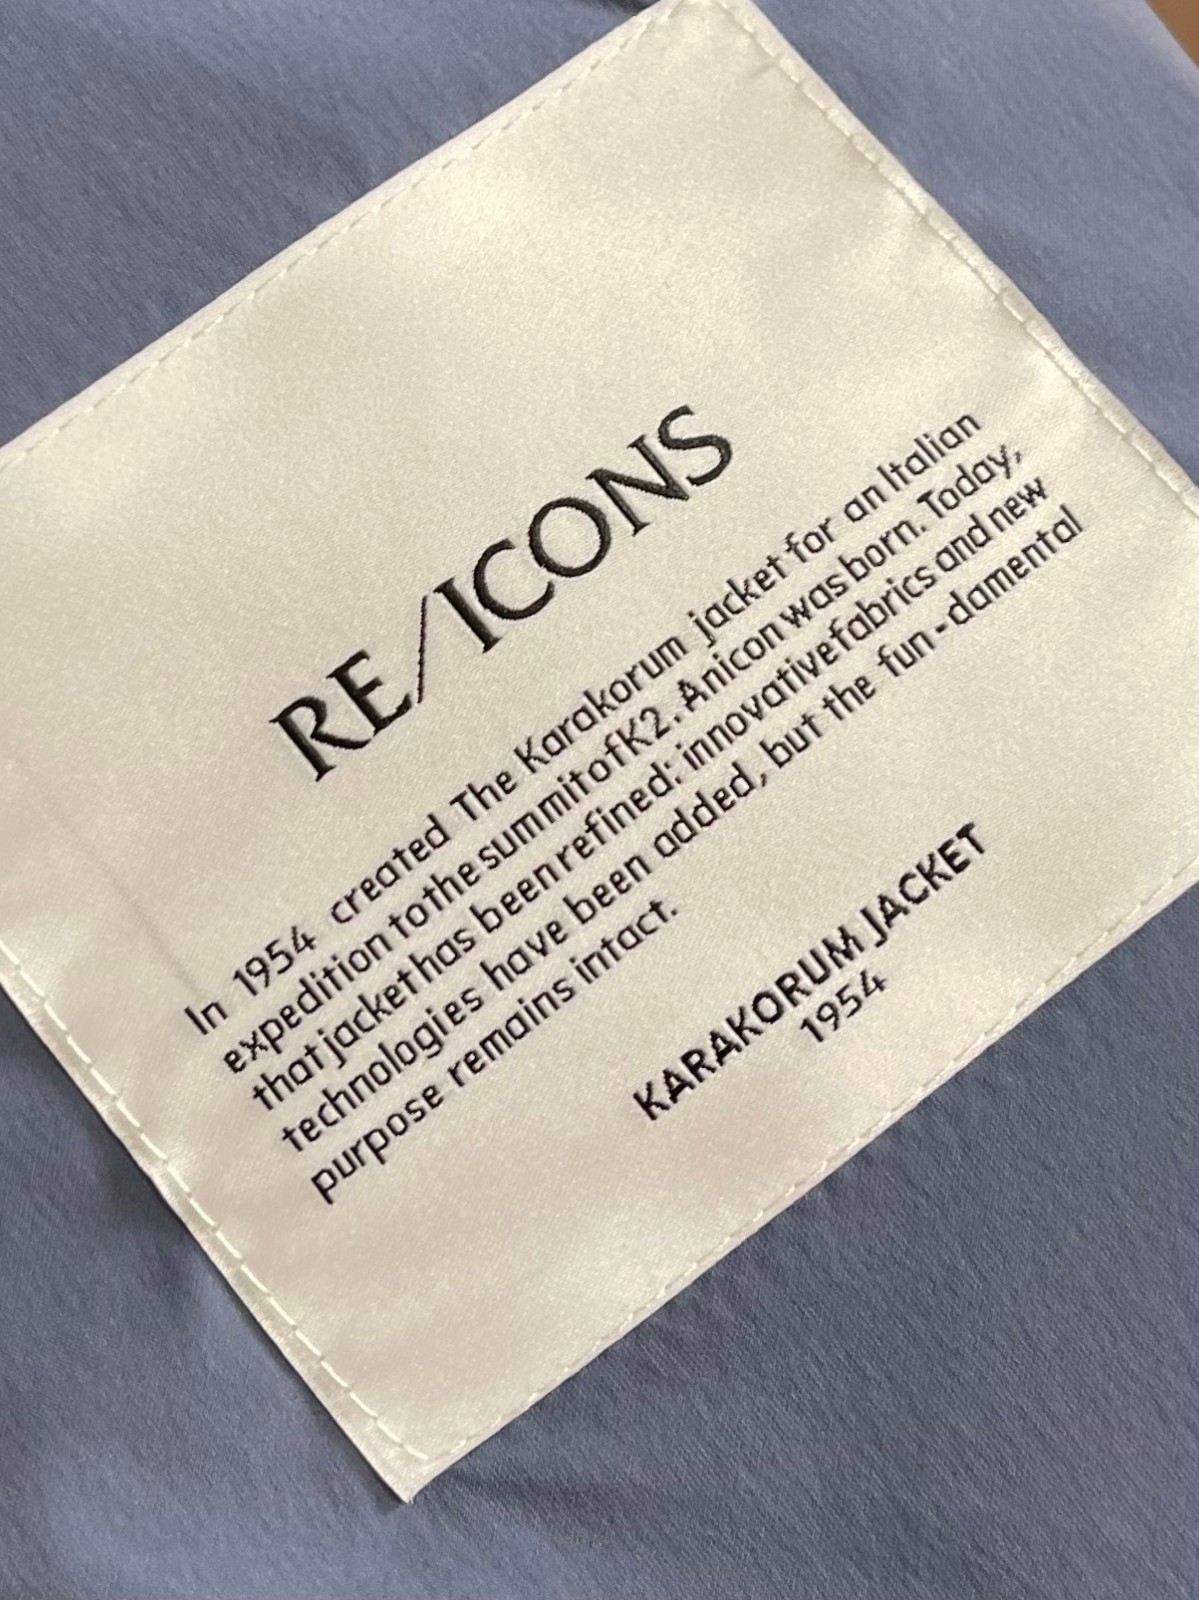 RE/ICONS
In 1954 created The Karakorum jacket for an Italian
expedition to the summit of K2. An icon was born. Today,
that jacket has been refined: innovative fabrics and new
technologies have been added, but the fun-damental
purpose remains intact.
KARAKORUM JACKET
1954